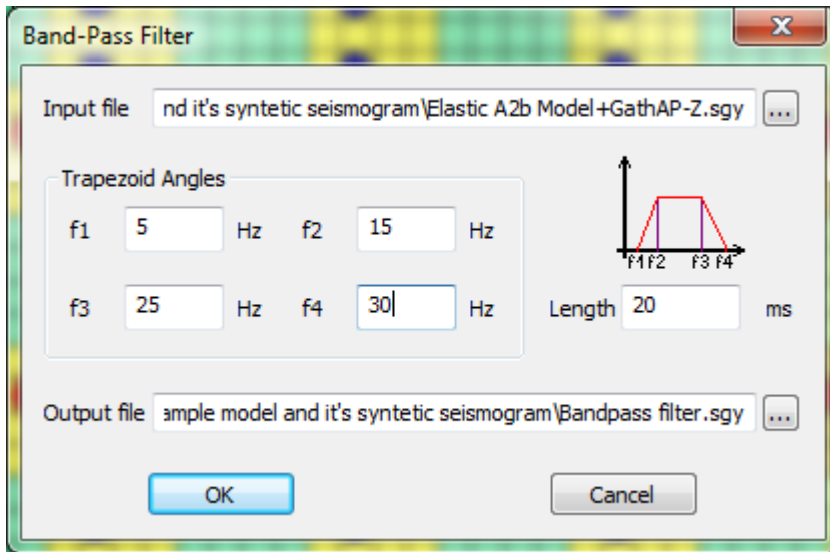 Band-Pass Filter
Input file nd it's syntetic seismogram\Elastic A2b Model+GathAP-Z.sgy ...
Trapezoid Angles
f1 5 Hz f2 15 Hz
f1 f2 f3 f4
f3 25 Hz f4 30 Hz Length 20 ms
Output file ample model and it's syntetic seismogram\Bandpass filter.sgy ...
OK Cancel